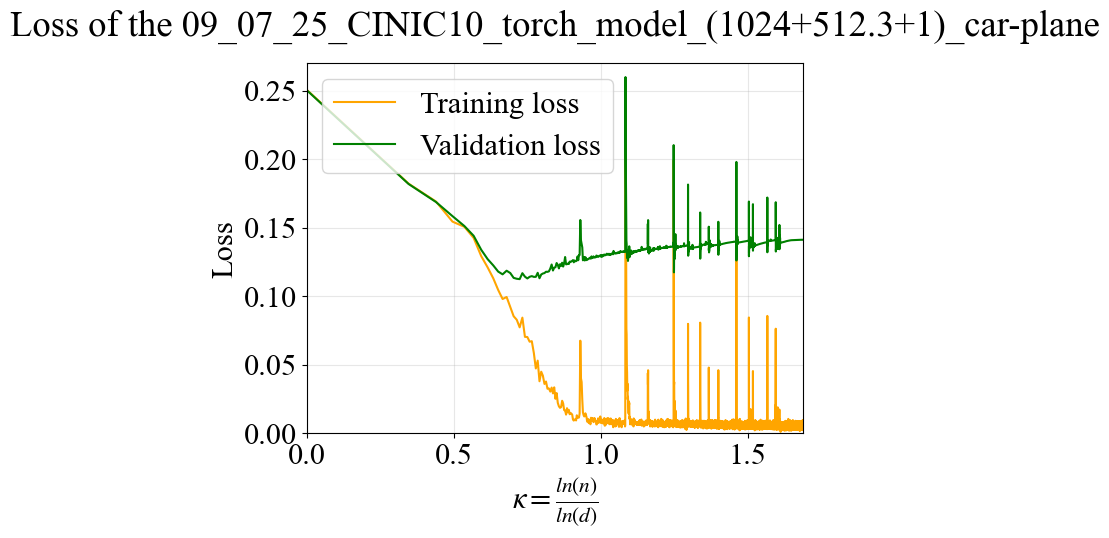 Loss of the 09_07_25_CINIC10_torch_model_(1024+512.3+1)_car-plane
Training loss
Validation loss
Loss
0.25
0.20
0.15
0.10
0.05
0.00
0.0 0.5 1.0 1.5
κ = ln(n) / ln(d)